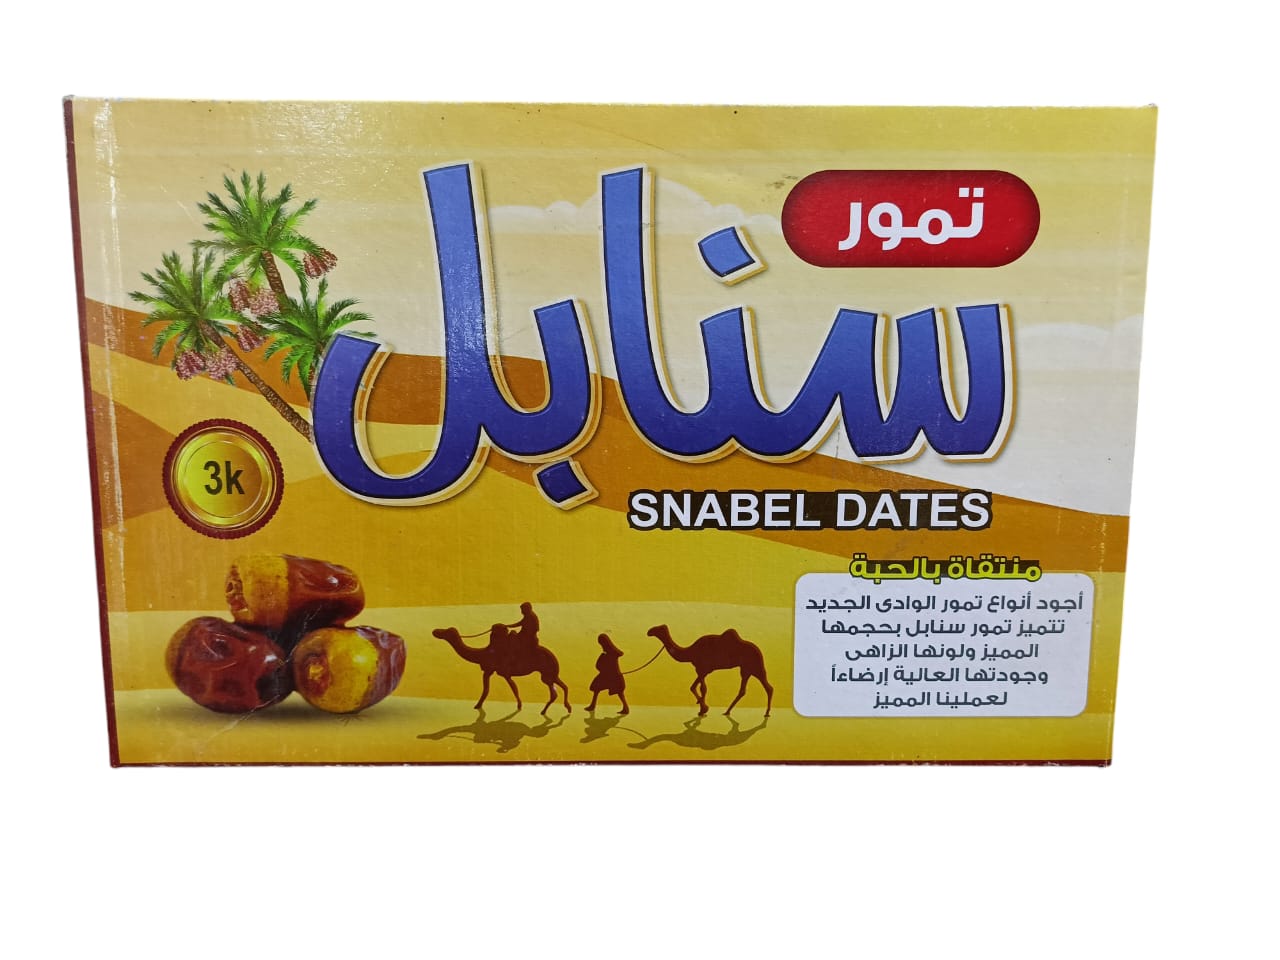 تمور
سنابل
SNABEL DATES
3k
منتقاة بالحبة
أجود أنواع تمور الوادى الجديد
تتميز تمور سنابل بحجمها
المميز ولونها الزاهى
وجودتها العالية إرضاءاً
لعملينا المميز